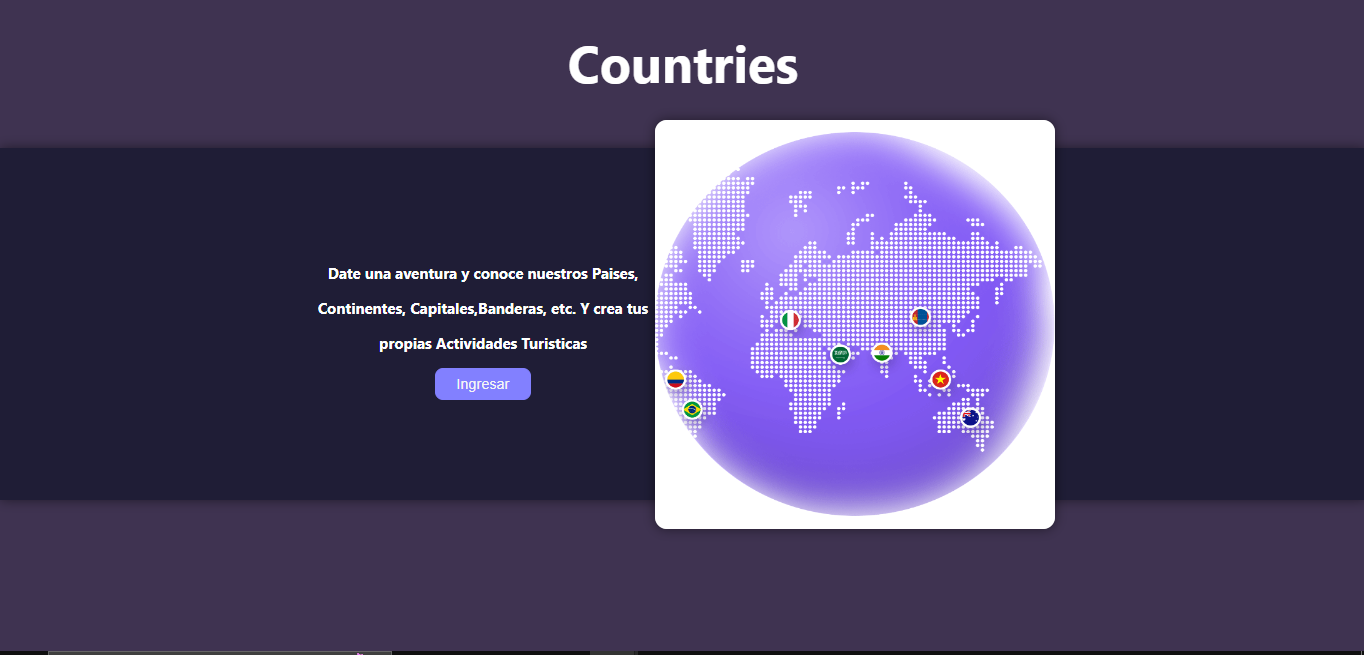 Countries
Date una aventura y conoce nuestros Paises,
Continentes, Capitales,Banderas, etc. Y crea tus
propias Actividades Turisticas
Ingresar